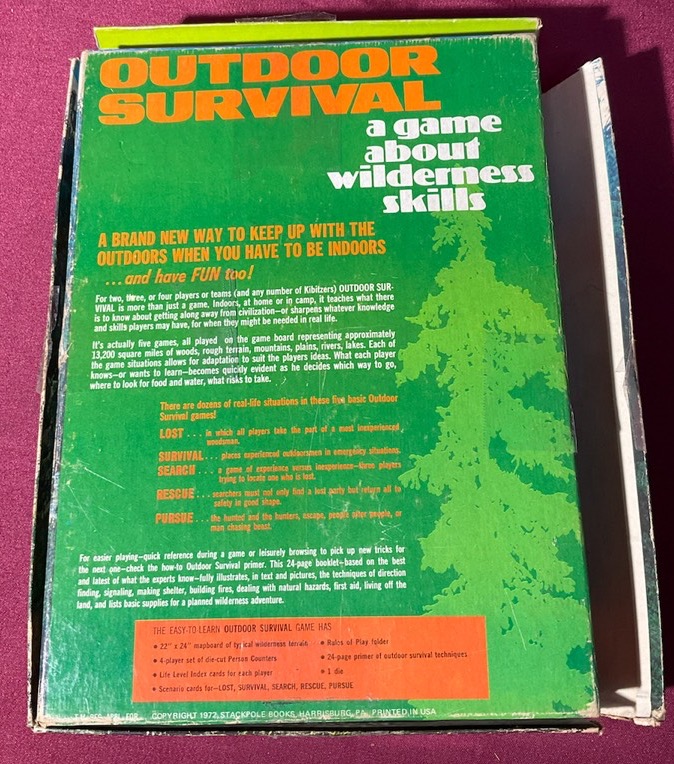 OUTDOOR
SURVIVAL
a game
about
wilderness
skills
A BRAND NEW WAY TO KEEP UP WITH THE
OUTDOORS WHEN YOU HAVE TO BE INDOORS
...and have FUN too!
For two, three, or four players or teams (and any number of Kibitzers) OUTDOOR SUR-
VIVAL is more than just a game. Indoors, at home or in camp, it teaches what there
is to know about getting along away from civilization—or sharpens whatever knowledge
and skills players may have, for when they might be needed in real life.
It's actually five games, all played on the game board representing approximately
13,200 square miles of woods, rough terrain, mountains, plains, rivers, lakes. Each of
the game situations allows for adaptation to suit the players ideas. What each player
knows—or wants to learn—becomes quickly evident as he decides which way to go,
where to look for food and water, what risks to take.
There are dozens of real-life situations in these five basic Outdoor
Survival games!
LOST ... in which all players take the part of a most inexperienced
woodsman.
SURVIVAL ... places experienced outdoorsmen in emergency situations.
SEARCH ... a game of experience versus inexperience—three players
trying to locate one who is lost.
RESCUE ... searchers must not only find a lost party but return all to
safety in good shape.
PURSUE ... the hunted and the hunters, escape, people after people, or
man chasing beast.
For easier playing—quick reference during a game or leisurely browsing to pick up new tricks for
the next one—check the how-to Outdoor Survival primer. This 24-page booklet—based on the best
and latest of what the experts know—fully illustrates, in text and pictures, the techniques of direction
finding, signaling, making shelter, building fires, dealing with natural hazards, first aid, living off the
land, and lists basic supplies for a planned wilderness adventure.
THE EASY-TO-LEARN OUTDOOR SURVIVAL GAME HAS
• 22" x 24" mapboard of typical wilderness terrain
• 4-player set of die-cut Person Counters
• Life Level Index cards for each player
• Scenario cards for—LOST, SURVIVAL, SEARCH, RESCUE, PURSUE
• Rules of Play folder
• 24-page primer of outdoor survival techniques
• 1 die
COPYRIGHT 1972, STACKPOLE BOOKS, HARRISBURG, PA. PRINTED IN USA